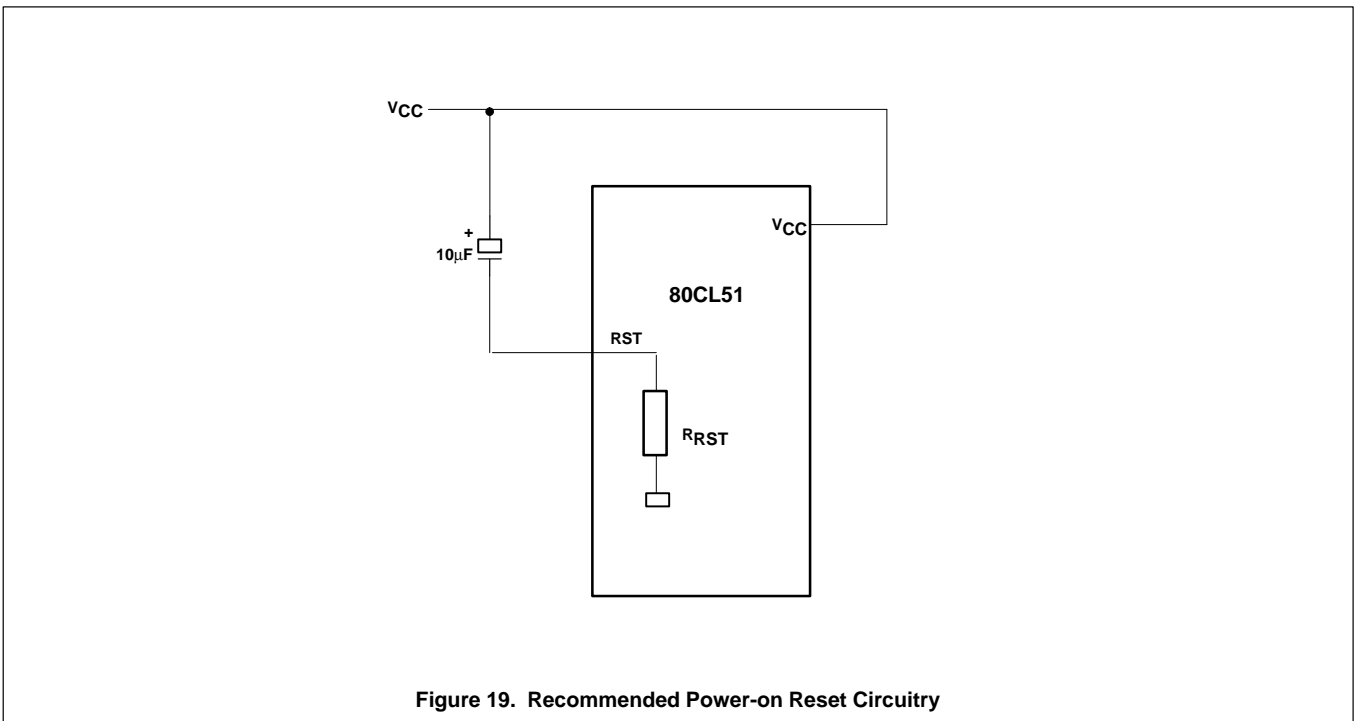 VCC
VCC
+
10µF
80CL51
RST
RRST
Figure 19. Recommended Power-on Reset Circuitry